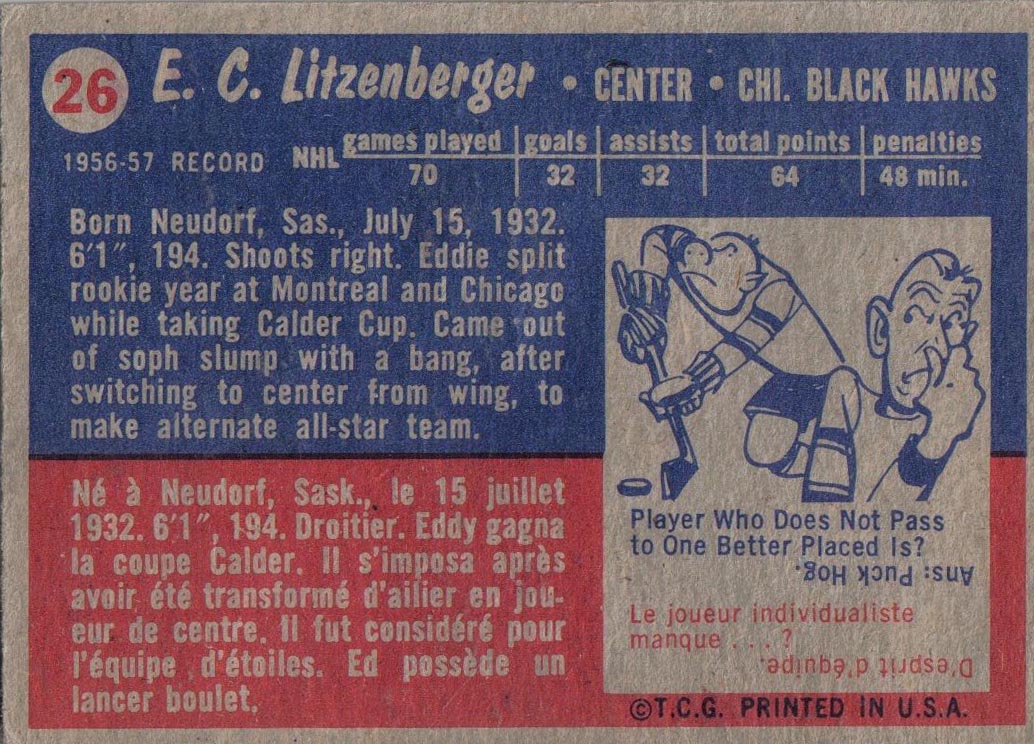 26 E. C. Litzenberger • CENTER • CHI. BLACK HAWKS
1956-57 RECORD NHL games played goals assists total points penalties
70 32 32 64 48 min.
Born Neudorf, Sas., July 15, 1932.
6'1", 194. Shoots right. Eddie split
rookie year at Montreal and Chicago
while taking Calder Cup. Came out
of soph slump with a bang, after
switching to center from wing, to
make alternate all-star team.
Né à Neudorf, Sask., le 15 juillet
1932. 6'1", 194. Droitier. Eddy gagna
la coupe Calder. Il s'imposa après
avoir été transformé d'ailier en jou-
eur de centre. Il fut considéré pour
l'équipe d'étoiles. Ed possède un
lancer boulet.
Player Who Does Not Pass
to One Better Placed Is?
Ans: Puck Hog.
Le joueur individualiste
manque . . . ?
D'esprit d'équipe.
©T.C.G. PRINTED IN U.S.A.